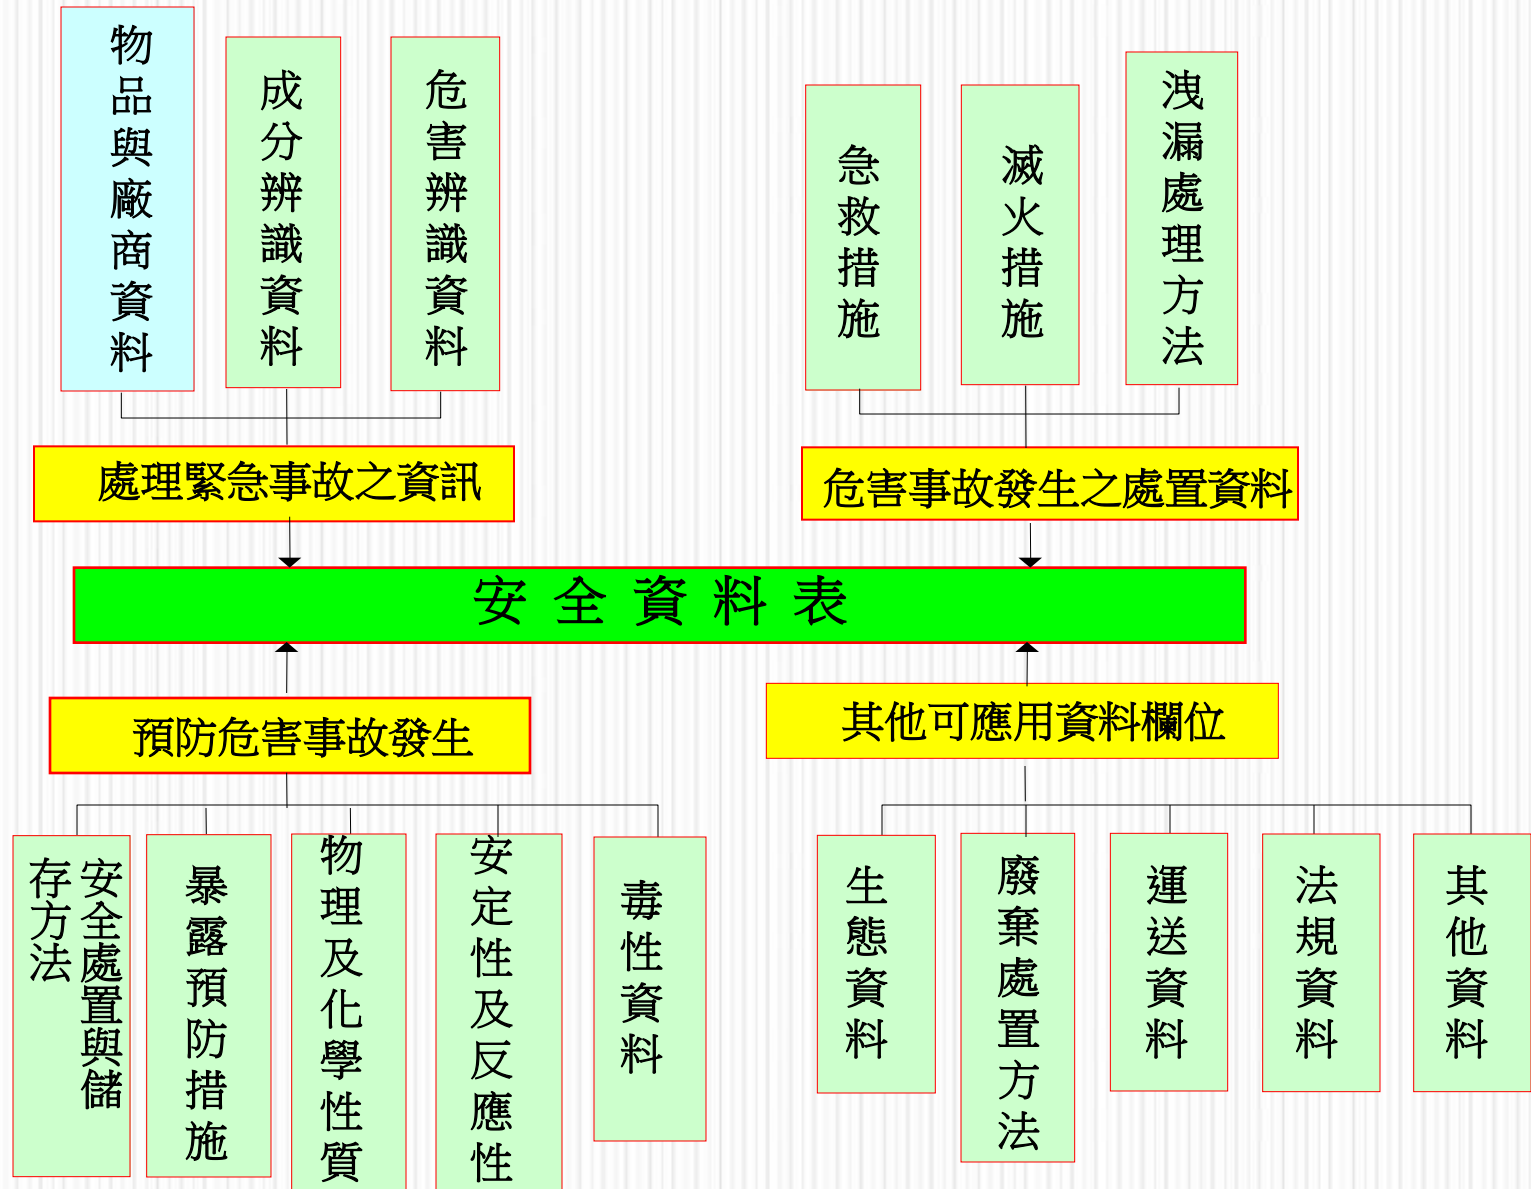 物品與廠商資料
成分辨識資料
危害辨識資料
急救措施
滅火措施
洩漏處理方法
處理緊急事故之資訊
危害事故發生之處置資料
安全資料表
預防危害事故發生
其他可應用資料欄位
安全處置與儲
存方法
暴露預防措施
物理及化學性質
安定性及反應性
毒性資料
生態資料
廢棄處置方法
運送資料
法規資料
其他資料